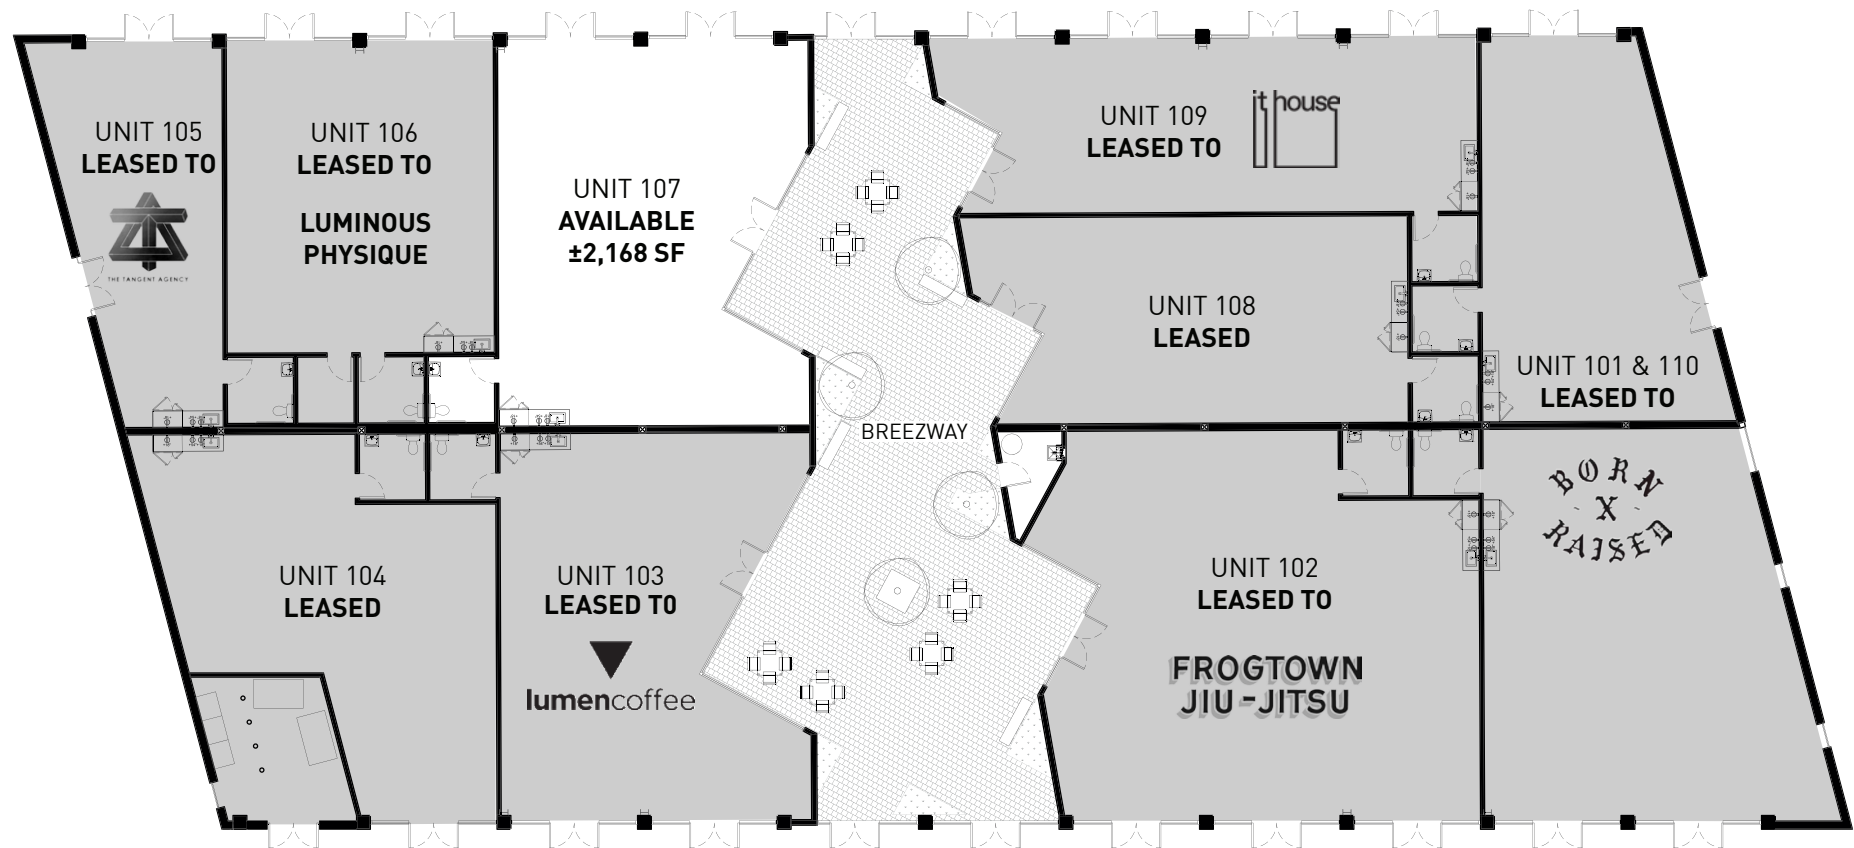 UNIT 105
LEASED TO
THE TANGENT AGENCY
UNIT 106
LEASED TO
LUMINOUS
PHYSIQUE
UNIT 107
AVAILABLE
±2,168 SF
UNIT 109
LEASED TO
it house
UNIT 108
LEASED
UNIT 101 & 110
LEASED TO
BORN
X
RAISED
BREEZWAY
UNIT 104
LEASED
UNIT 103
LEASED TO
lumencoffee
UNIT 102
LEASED TO
FROGTOWN
JIU-JITSU